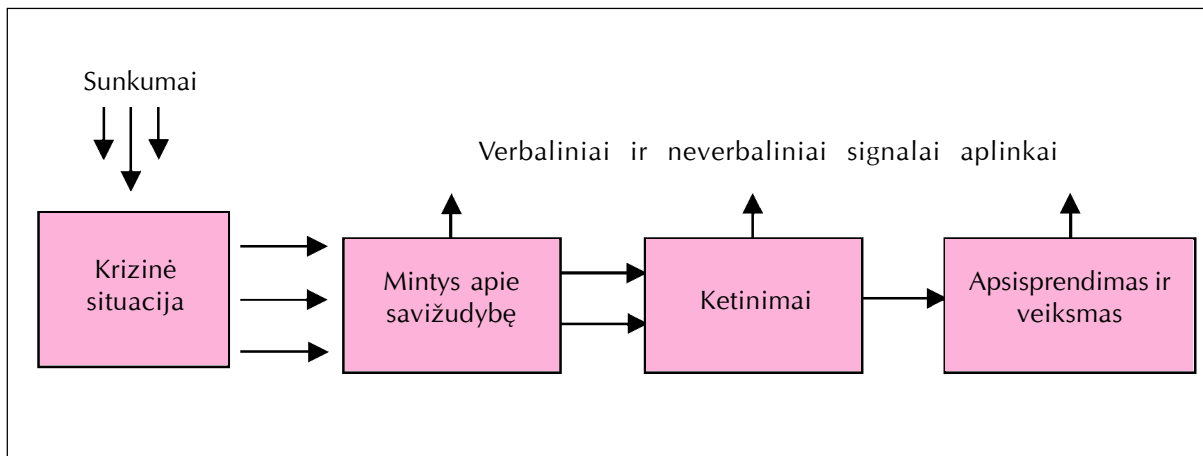 Sunkumai
Verbaliniai ir neverbaliniai signalai aplinkai
Krizinė
situacija
Mintys apie
savižudybę
Ketinimai
Apsisprendimas ir
veiksmas